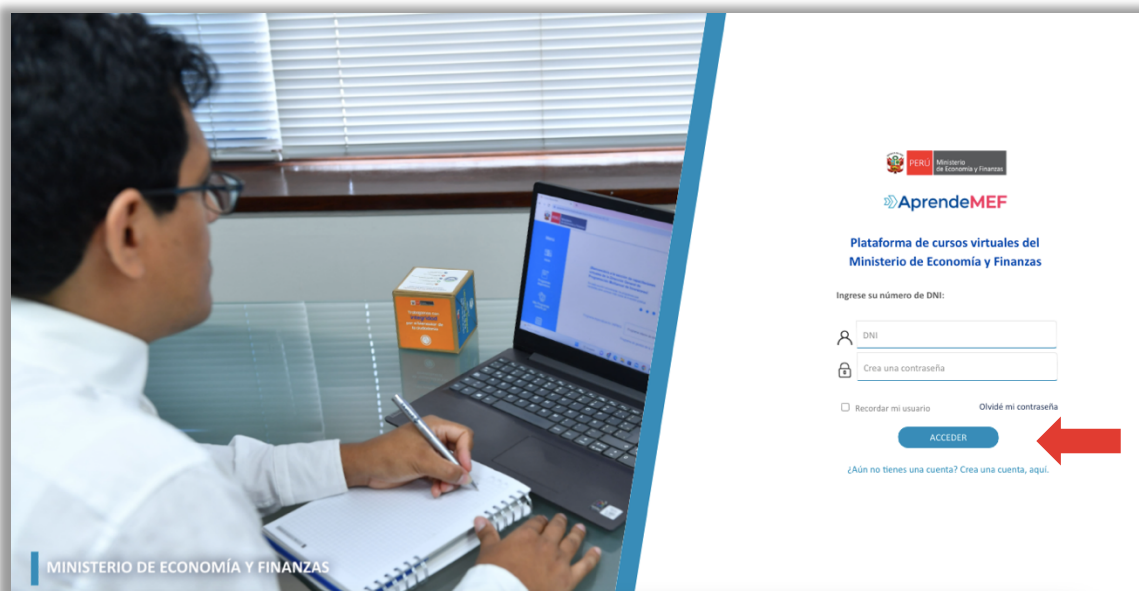 MINISTERIO DE ECONOMÍA Y FINANZAS
PERÚ
Ministerio
de Economía y Finanzas
AprendeMEF
Plataforma de cursos virtuales del
Ministerio de Economía y Finanzas
Ingrese su número de DNI:
DNI
Crea una contraseña
Recordar mi usuario
Olvidé mi contraseña
ACCEDER
¿Aún no tienes una cuenta? Crea una cuenta, aquí.